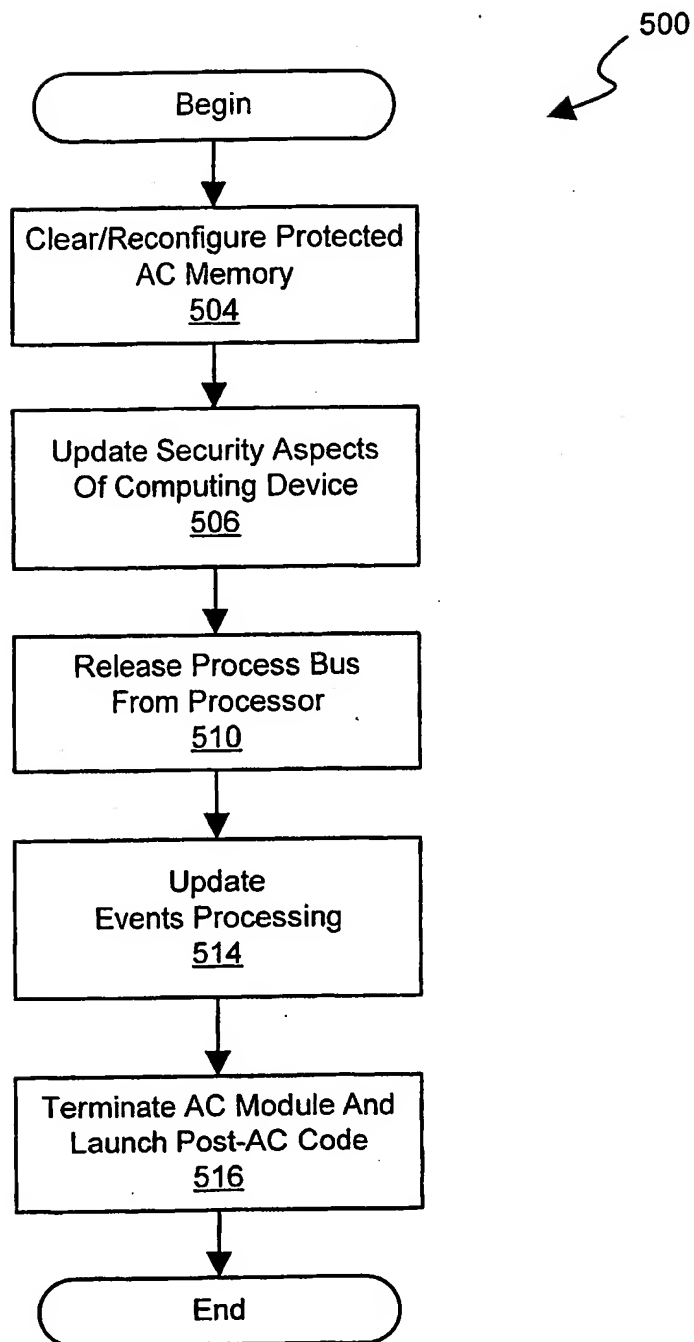 500
Begin
Clear/Reconfigure Protected
AC Memory
504
Update Security Aspects
Of Computing Device
506
Release Process Bus
From Processor
510
Update
Events Processing
514
Terminate AC Module And
Launch Post-AC Code
516
End